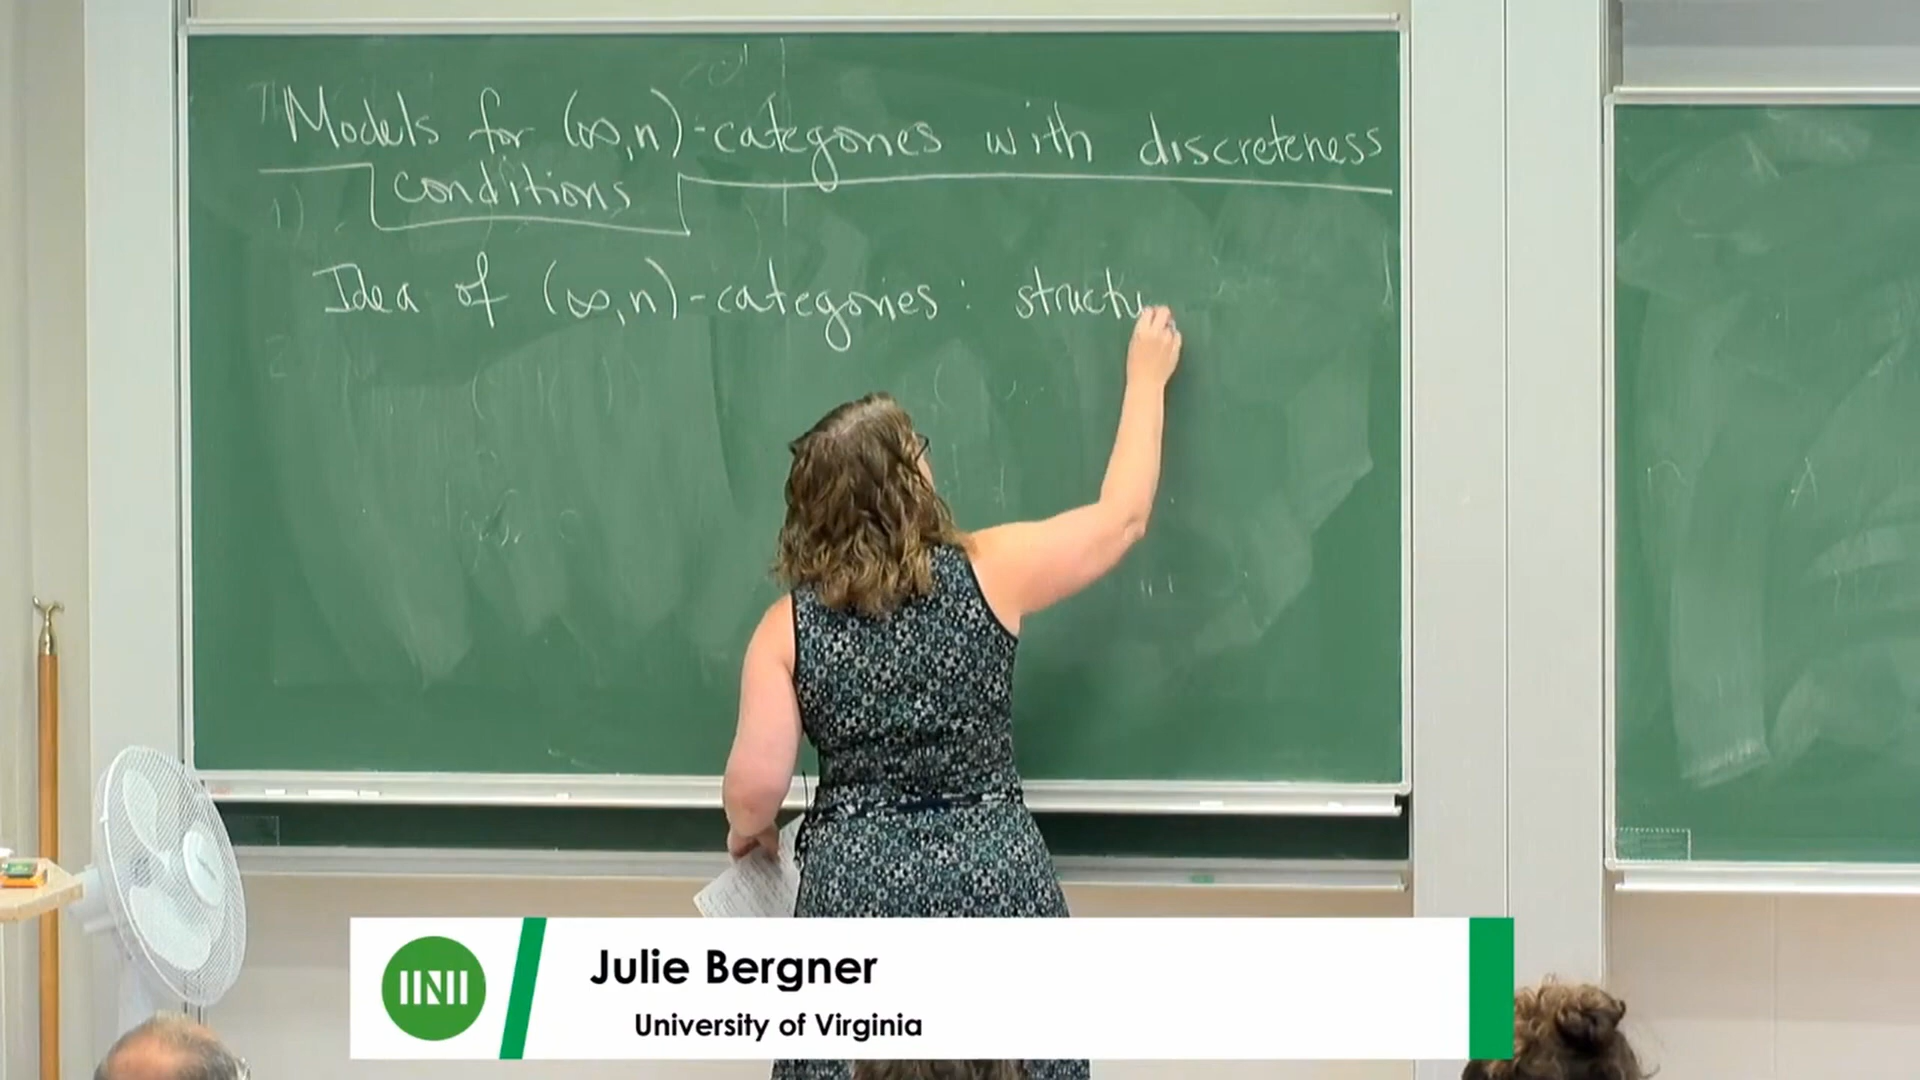 Models for (∞,n)-categories with discreteness
conditions
Idea of (∞,n)-categories: structu
Julie Bergner
University of Virginia